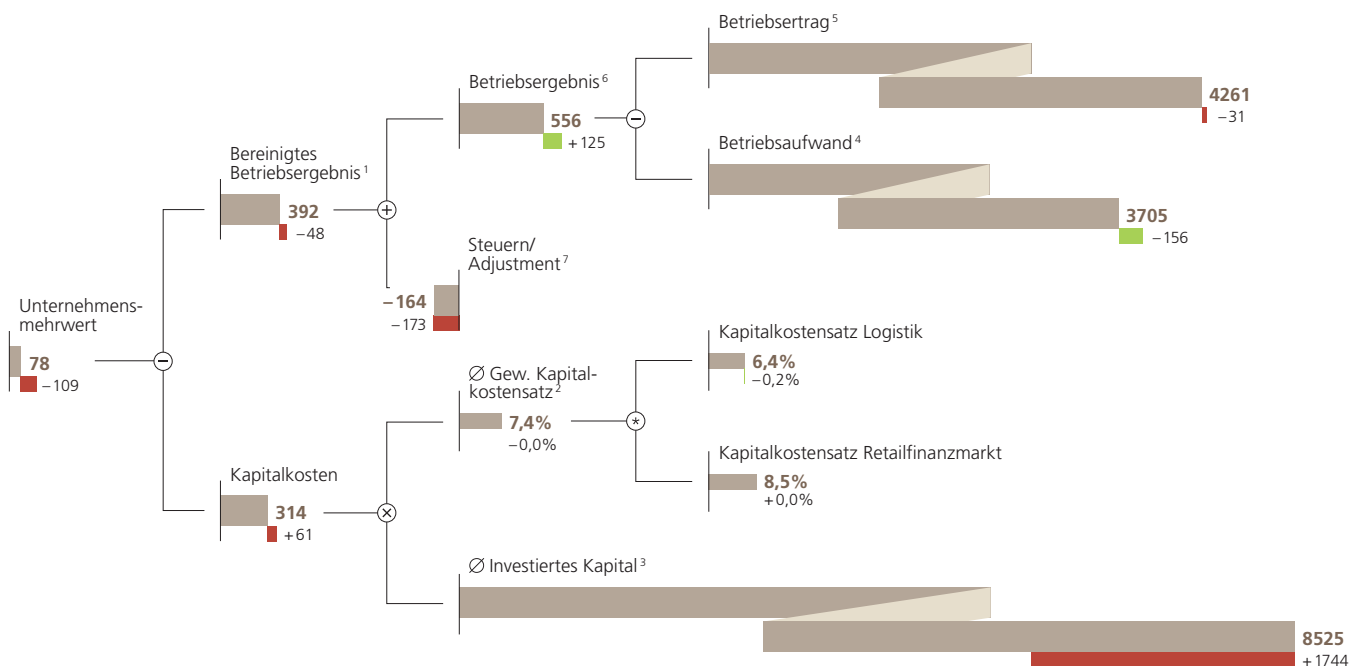 Betriebsertrag 5
4261
−31
Betriebsergebnis 6
556
+125
−
Betriebsaufwand 4
3705
−156
Bereinigtes
Betriebsergebnis 1
392
−48
+
Steuern/
Adjustment 7
−164
−173
Unternehmens-
mehrwert
78
−109
−
Kapitalkostensatz Logistik
6,4%
−0,2%
Ø Gew. Kapital-
kostensatz 2
7,4%
−0,0%
*
Kapitalkostensatz Retailfinanzmarkt
8,5%
+0,0%
Kapitalkosten
314
+61
×
Ø Investiertes Kapital 3
8525
+1744